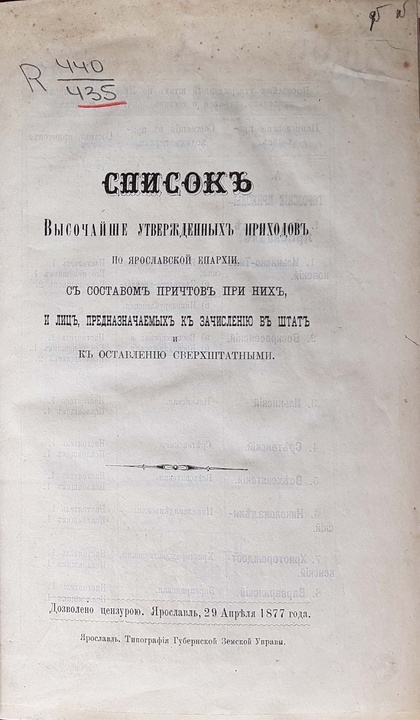 R 440
435
СПИСОКЪ
ВЫСОЧАЙШЕ УТВЕРЖДЕННЫХЪ ПРИХОДОВЪ
ПО ЯРОСЛАВСКОЙ ЕПАРХІИ,
СЪ СОСТАВОМЪ ПРИЧТОВЪ ПРИ НИХЪ,
И ЛИЦЪ, ПРЕДНАЗНАЧАЕМЫХЪ КЪ ЗАЧИСЛЕНІЮ ВЪ ШТАТЪ
И
КЪ ОСТАВЛЕНІЮ СВЕРХШТАТНЫМИ.
Дозволено цензурою. Ярославль, 29 Апрѣля 1877 года.
Ярославль. Типографія Губернской Земской Управы.